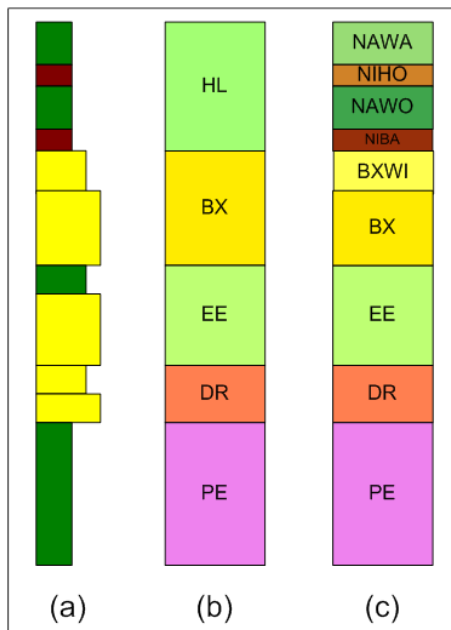 HL
BX
EE
DR
PE
NAWA
NIHO
NAWO
NIBA
BXWI
BX
EE
DR
PE
(a) (b) (c)